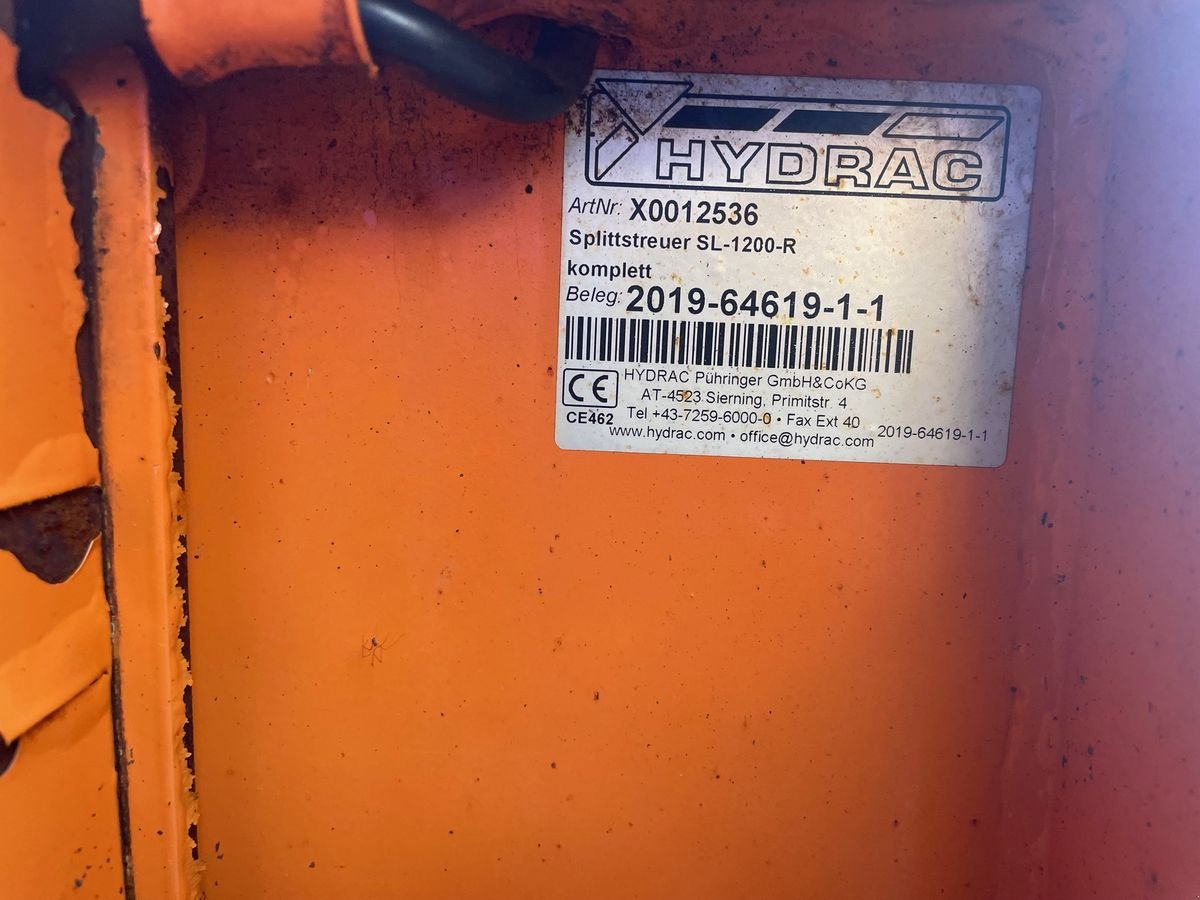 HYDRAC
ArtNr: X0012536
Splittstreuer SL-1200-R
komplett
Beleg: 2019-64619-1-1
CE
CE462
HYDRAC Pühringer GmbH&CoKG
AT-4523 Sierning, Primitstr. 4
Tel +43-7259-6000-0 • Fax Ext 40
www.hydrac.com • office@hydrac.com
2019-64619-1-1